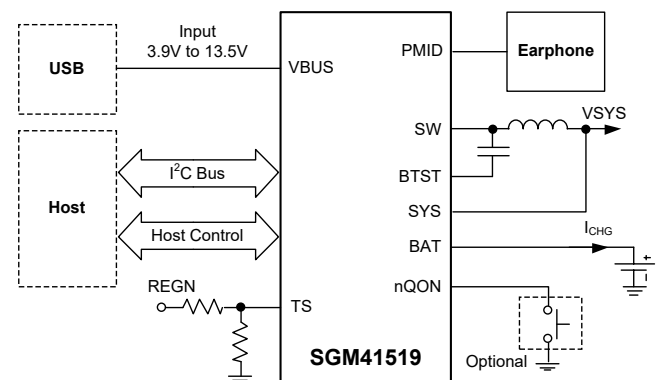 Input
3.9V to 13.5V
USB
VBUS
PMID
Earphone
SW
VSYS
I²C Bus
BTST
Host
SYS
Host Control
BAT
I_CHG
+
-
REGN
nQON
TS
SGM41519
Optional